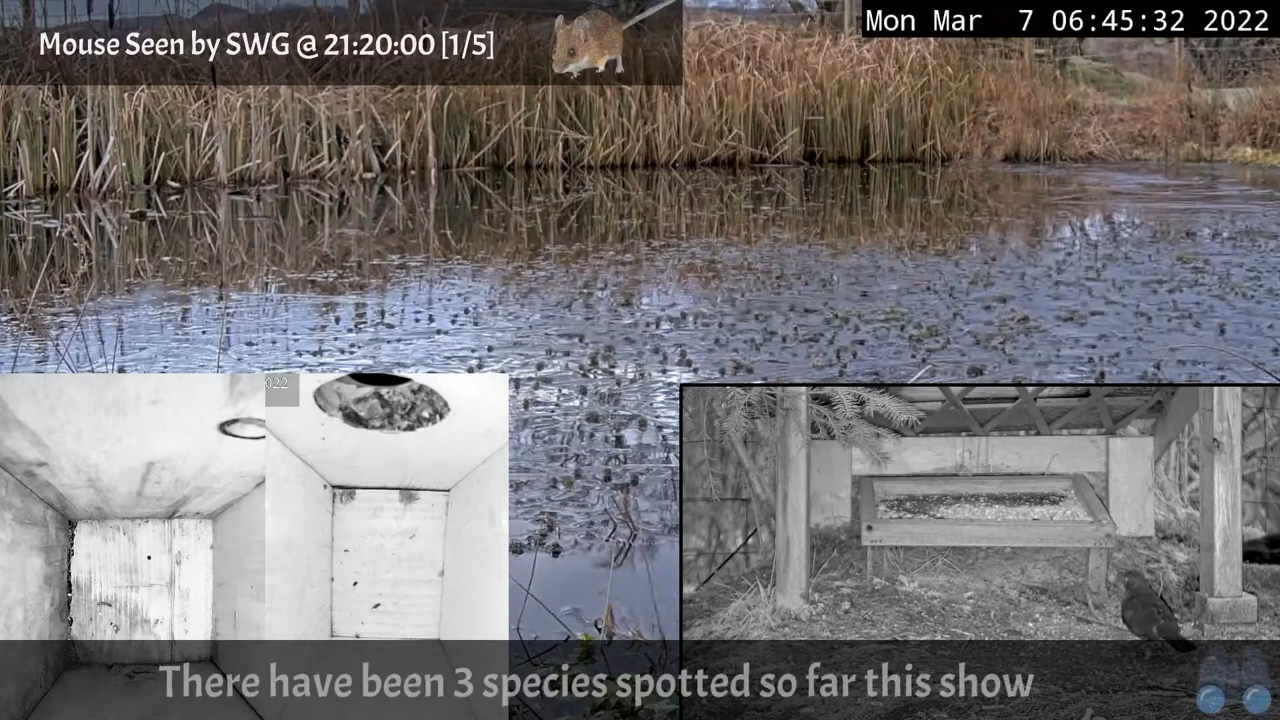 Mouse Seen by SWG @ 21:20:00 [1/5]
Mon Mar 7 06:45:32 2022
022
There have been 3 species spotted so far this show